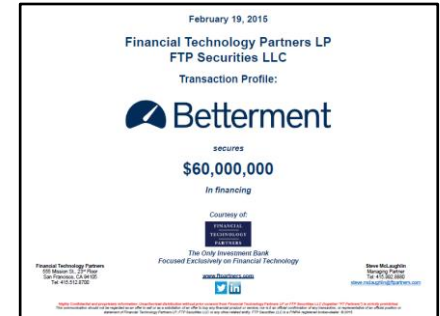 February 19, 2015
Financial Technology Partners LP
FTP Securities LLC
Transaction Profile:
Betterment
secures
$60,000,000
In financing
Courtesy of:
FINANCIAL
TECHNOLOGY
PARTNERS
The Only Investment Bank
Focused Exclusively on Financial Technology
Financial Technology Partners
555 Mission St., 23rd Floor
San Francisco, CA 94105
Tel: 415.512.8700
www.ftpartners.com
Steve McLaughlin
Managing Partner
Tel: 415.992.8880
steve.mclaughlin@ftpartners.com